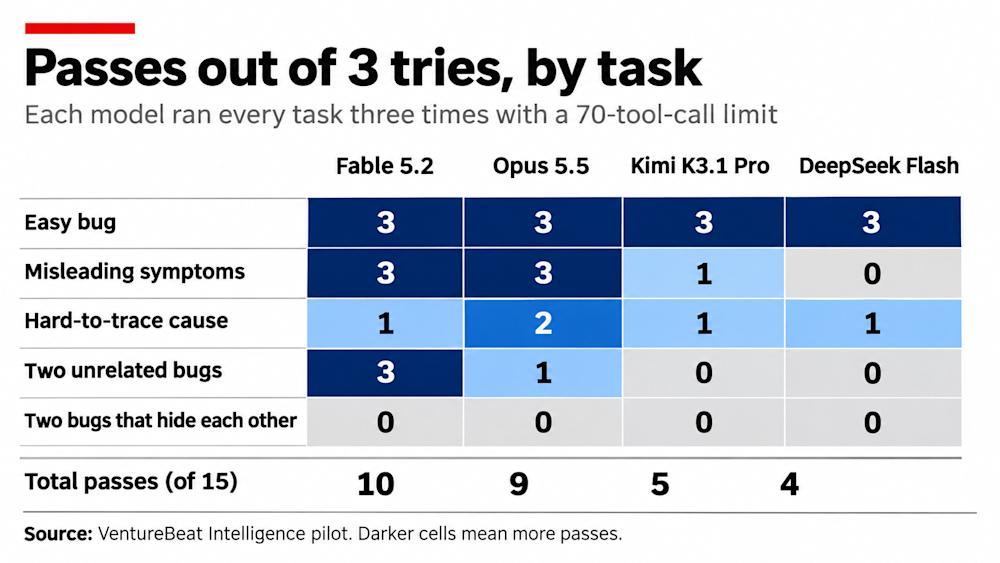 Passes out of 3 tries, by task
Each model ran every task three times with a 70-tool-call limit
Fable 5.2 Opus 5.5 Kimi K3.1 Pro DeepSeek Flash
Easy bug 3 3 3 3
Misleading symptoms 3 3 1 0
Hard-to-trace cause 1 2 1 1
Two unrelated bugs 3 1 0 0
Two bugs that hide each other 0 0 0 0
Total passes (of 15) 10 9 5 4
Source: VentureBeat Intelligence pilot. Darker cells mean more passes.